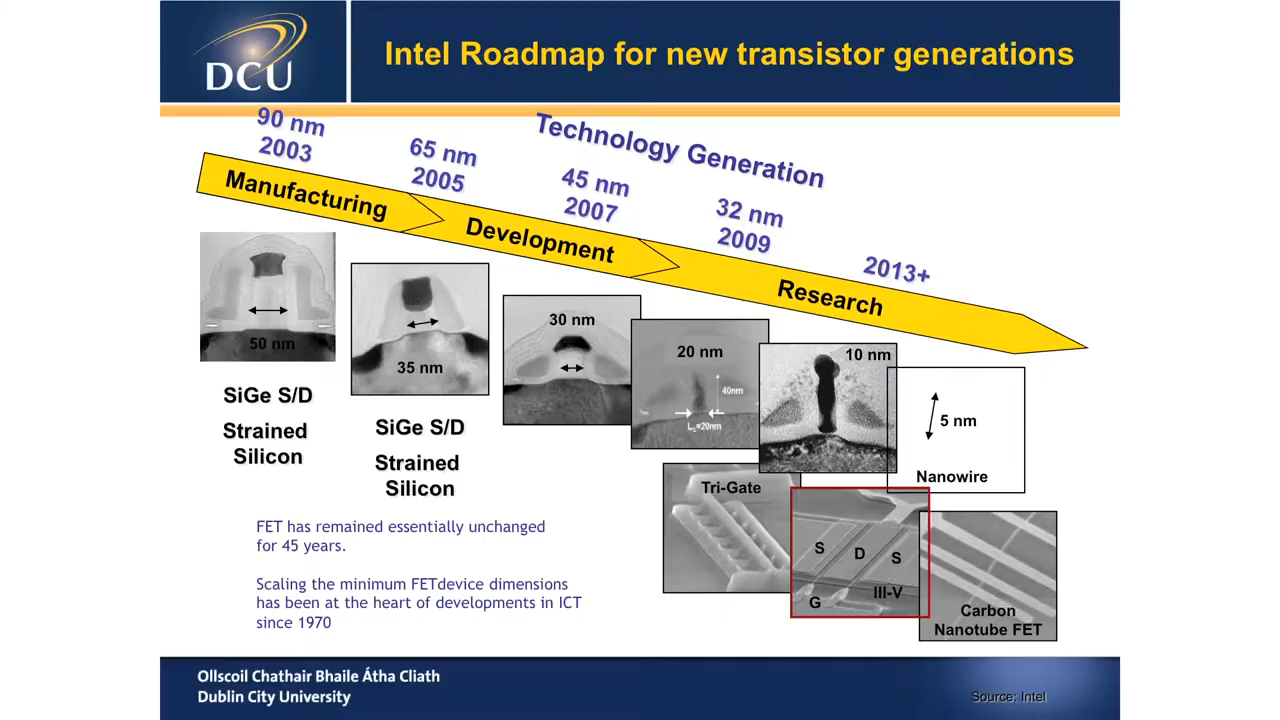 DCU
Intel Roadmap for new transistor generations
90 nm
2003
65 nm
2005
Technology Generation
45 nm
2007
32 nm
2009
2013+
Manufacturing
Development
Research
50 nm
35 nm
30 nm
20 nm
40nm
LG=20nm
10 nm
5 nm
Nanowire
SiGe S/D
Strained
Silicon
SiGe S/D
Strained
Silicon
Tri-Gate
S
D
S
G
III-V
Carbon
Nanotube FET
FET has remained essentially unchanged
for 45 years.
Scaling the minimum FETdevice dimensions
has been at the heart of developments in ICT
since 1970
Ollscoil Chathair Bhaile Átha Cliath
Dublin City University
Source: Intel